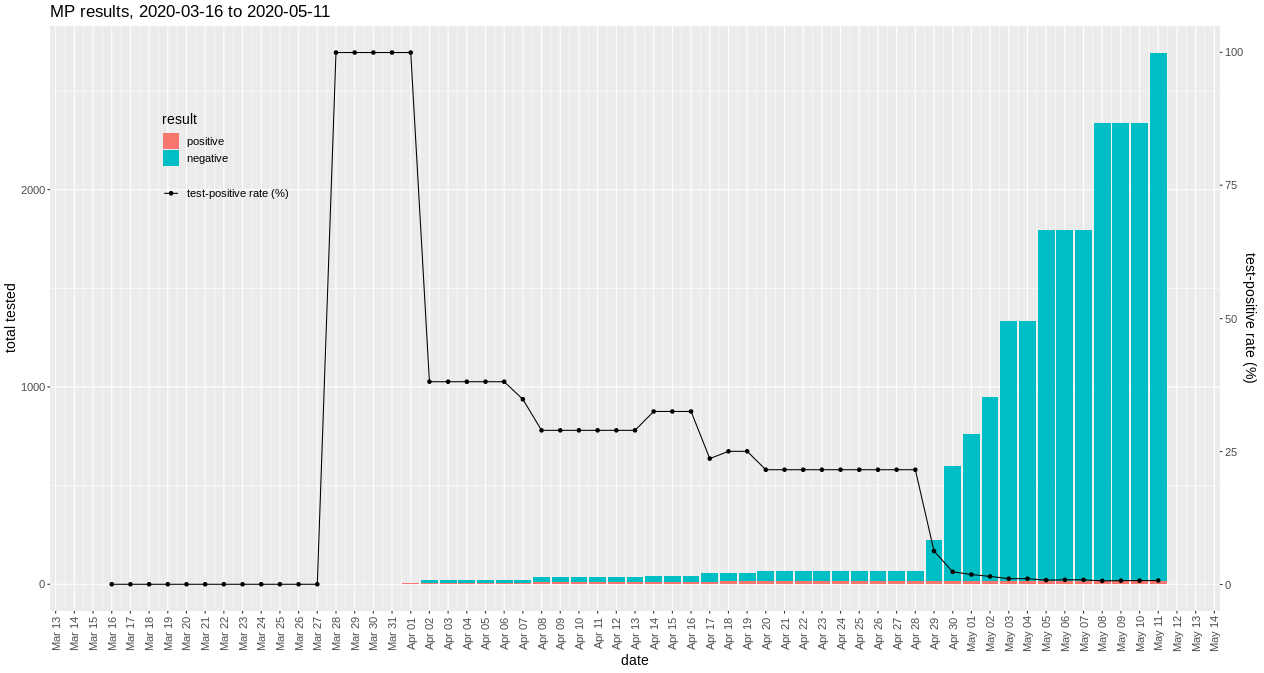 MP results, 2020-03-16 to 2020-05-11
total tested
2000
1000
0
result
positive
negative
test-positive rate (%)
100
75
50
25
0
test-positive rate (%)
Mar 13
Mar 14
Mar 15
Mar 16
Mar 17
Mar 18
Mar 19
Mar 20
Mar 21
Mar 22
Mar 23
Mar 24
Mar 25
Mar 26
Mar 27
Mar 28
Mar 29
Mar 30
Mar 31
Apr 01
Apr 02
Apr 03
Apr 04
Apr 05
Apr 06
Apr 07
Apr 08
Apr 09
Apr 10
Apr 11
Apr 12
Apr 13
Apr 14
Apr 15
Apr 16
Apr 17
Apr 18
Apr 19
Apr 20
Apr 21
Apr 22
Apr 23
Apr 24
Apr 25
Apr 26
Apr 27
Apr 28
Apr 29
Apr 30
May 01
May 02
May 03
May 04
May 05
May 06
May 07
May 08
May 09
May 10
May 11
May 12
May 13
May 14
date